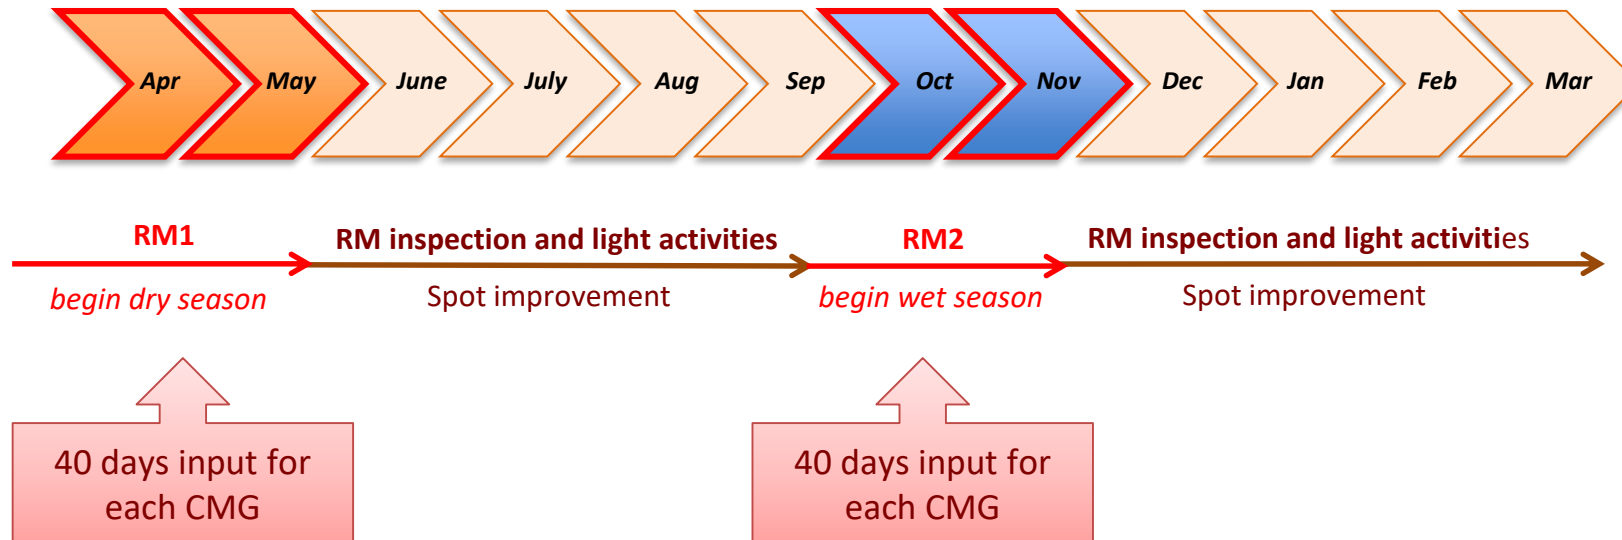 Apr May June July Aug Sep Oct Nov Dec Jan Feb Mar
RM1
begin dry season
RM inspection and light activities
Spot improvement
RM2
begin wet season
RM inspection and light activities
Spot improvement
40 days input for
each CMG
40 days input for
each CMG